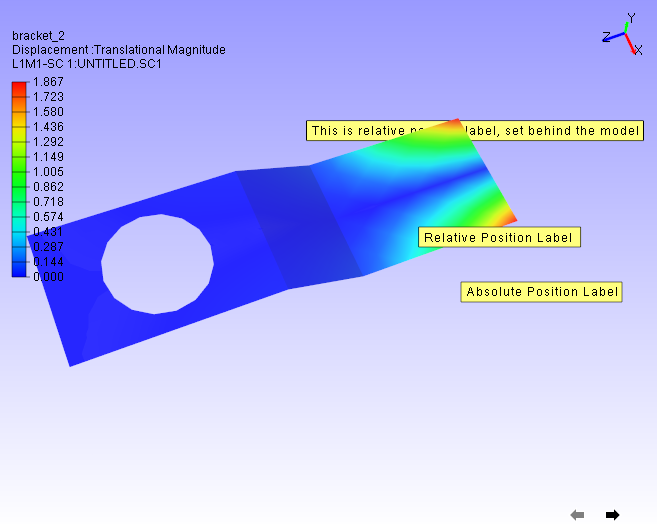 bracket_2
Displacement :Translational Magnitude
L1M1-SC 1:UNTITLED.SC1
Y
Z
X
1.867
1.723
1.580
1.436
1.292
1.149
1.005
0.862
0.718
0.574
0.431
0.287
0.144
0.000
This is relative label, set behind the model
Relative Position Label
Absolute Position Label